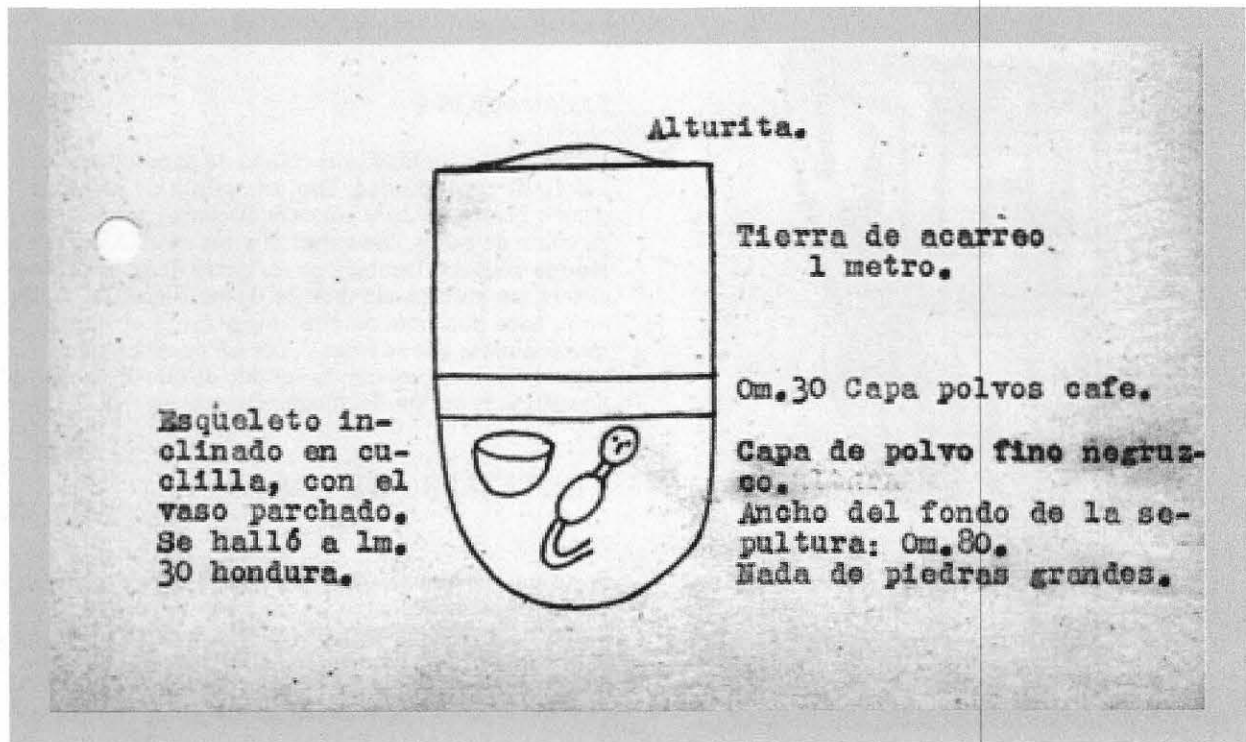 Alturita.
Tierra de acarreo
1 metro.
0m.30 Capa polvos cafe.
Esqueleto in-
clinado en cu-
clilla, con el
vaso parchado.
Se halló a 1m.
30 hondura.
Capa de polvo fino negruz-
co.
Ancho del fondo de la se-
pultura: 0m.80.
Nada de piedras grandes.